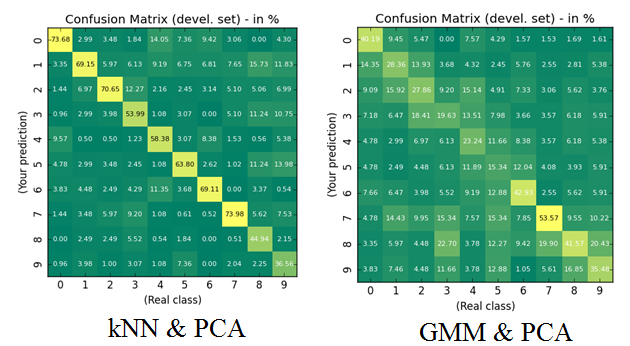 Confusion Matrix (devel. set) - in %
(Your prediction)
0 -73.68 2.99 3.48 1.84 14.05 7.36 9.42 3.06 0.00 4.30
1 3.35 69.15 5.97 6.13 9.19 6.75 6.81 7.65 15.73 11.83
2 1.44 6.97 70.65 12.27 2.16 2.45 3.14 5.10 5.06 6.99
3 0.96 2.99 3.98 53.99 1.08 3.07 0.00 5.10 11.24 10.75
4 9.57 0.50 0.50 1.23 58.38 3.07 8.38 1.53 0.56 5.38
5 4.78 2.99 3.48 2.45 1.08 63.80 2.62 1.02 11.24 13.98
6 3.83 4.48 2.49 4.29 11.35 3.68 69.11 0.00 3.37 0.54
7 1.44 3.48 5.97 9.20 1.08 0.61 0.52 73.98 5.62 7.53
8 0.00 2.49 2.49 5.52 0.54 1.84 0.00 0.51 44.94 2.15
9 0.96 3.98 1.00 3.07 1.08 7.36 0.00 2.04 2.25 36.56
0 1 2 3 4 5 6 7 8 9
(Real class)
kNN & PCA
Confusion Matrix (devel. set) - in %
(Your prediction)
0 40.19 9.45 5.47 0.00 7.57 4.29 1.57 1.53 1.69 1.61
1 14.35 28.36 13.93 3.68 4.32 4.91 5.76 2.55 2.81 5.38
2 9.09 15.92 27.86 9.20 15.14 4.91 7.33 3.06 5.62 3.76
3 7.18 6.47 18.41 19.63 13.51 7.98 3.66 3.57 6.18 5.91
4 4.78 2.99 6.97 6.13 23.24 11.66 8.38 3.57 6.18 5.38
5 4.78 2.49 4.48 6.13 11.89 15.34 12.04 4.08 3.93 5.91
6 7.66 6.47 3.98 5.52 9.19 12.88 42.93 2.55 5.62 5.91
7 4.78 14.43 9.95 15.34 7.57 15.34 7.85 53.57 9.55 10.22
8 3.35 5.97 4.48 22.70 3.78 12.27 9.42 19.90 41.57 20.43
9 3.83 7.46 4.48 11.66 3.78 12.88 1.05 5.61 16.85 35.48
0 1 2 3 4 5 6 7 8 9
(Real class)
GMM & PCA